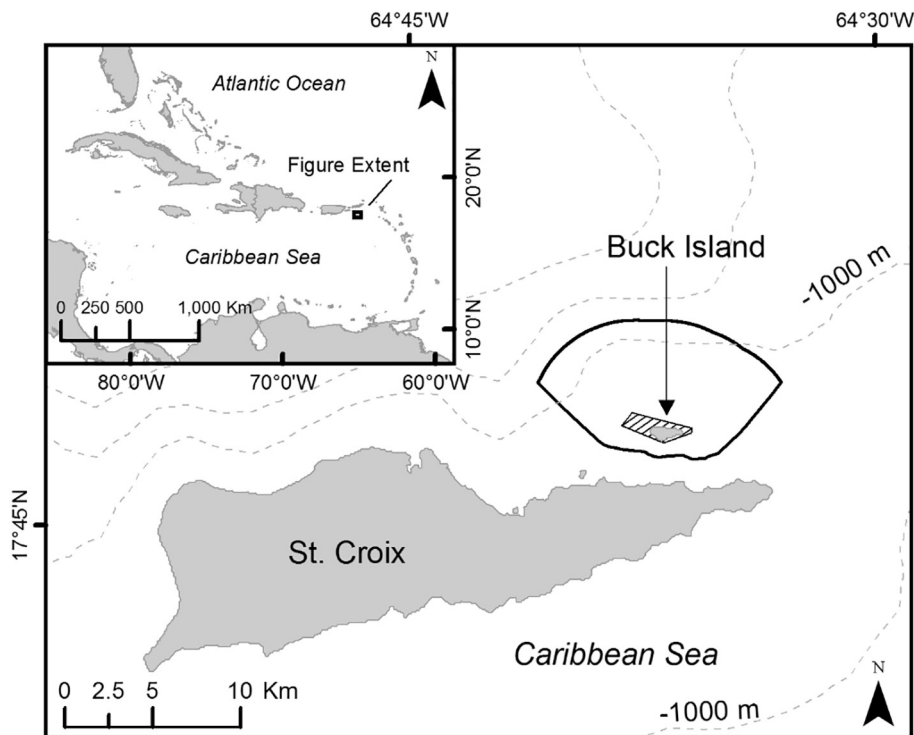 64°45'W
64°30'W
N
Atlantic Ocean
Figure Extent
20°0'N
Caribbean Sea
0 250 500 1,000 Km
10°0'N
80°0'W
70°0'W
60°0'W
Buck Island
-1000 m
17°45'N
St. Croix
Caribbean Sea
0 2.5 5 10 Km
-1000 m
N